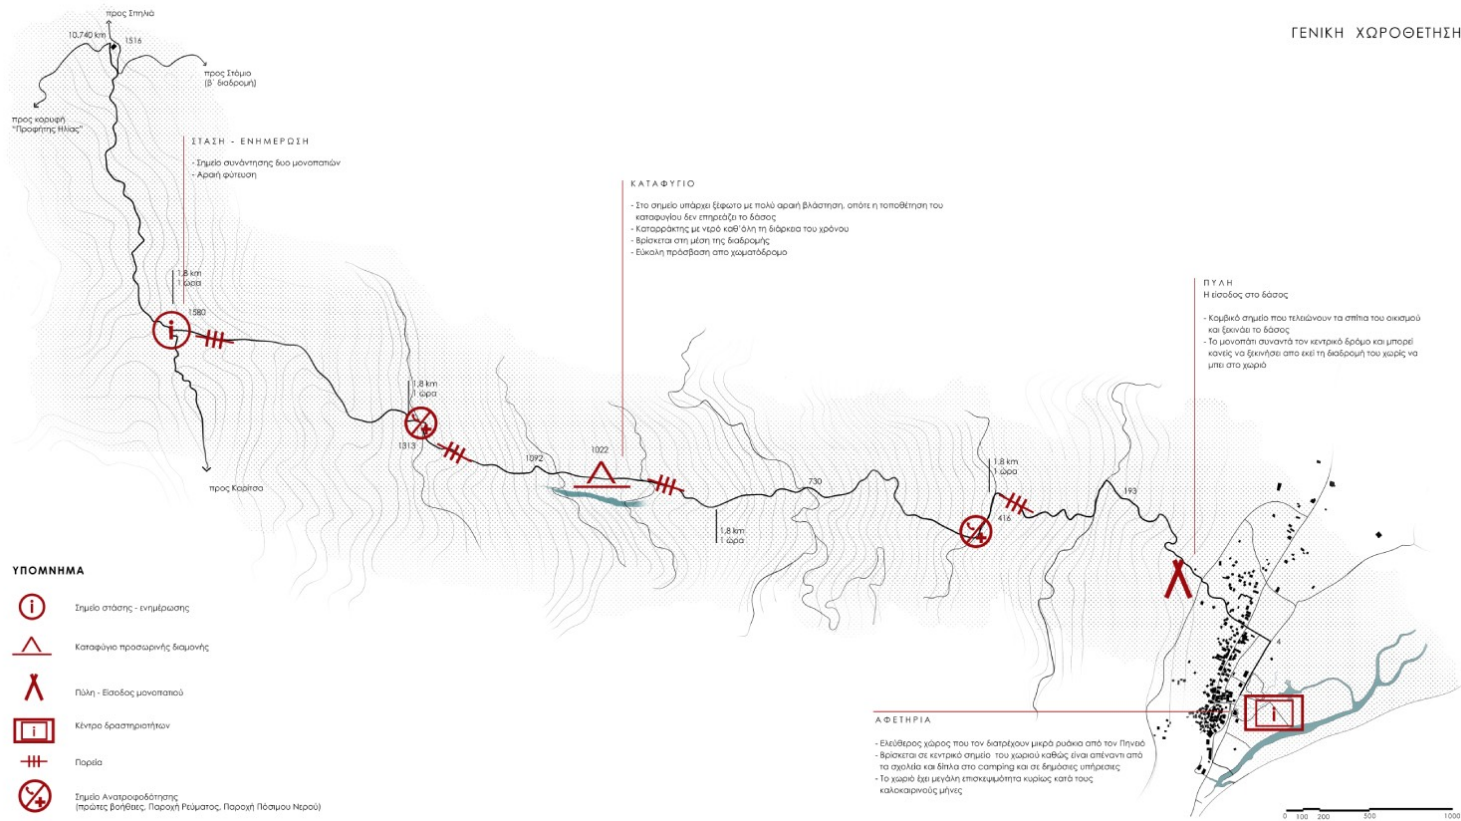 ΓΕΝΙΚΗ ΧΩΡΟΘΕΤΗΣΗ
προς Σπηλιά
10.740 km
1516
προς Στόμιο
(β' διαδρομή)
προς κορυφή
"Προφήτης Ηλίας"
ΣΤΑΣΗ - ΕΝΗΜΕΡΩΣΗ
- Σημείο συνάντησης δυο μονοπατιών
- Αραιή φύτευση
1,8 km
1 ώρα
1580
προς Καρίτσα
ΚΑΤΑΦΥΓΙΟ
- Στο σημείο υπάρχει ξέφωτο με πολύ αραιή βλάστηση, οπότε η τοποθέτηση του
καταφυγίου δεν επηρεάζει το δάσος
- Καταρράκτης με νερό καθ'όλη τη διάρκεια του χρόνου
- Βρίσκεται στη μέση της διαδρομής
- Εύκολη πρόσβαση απο χωματόδρομο
1,8 km
1 ώρα
1313
1092
1022
1,8 km
1 ώρα
730
1,8 km
1 ώρα
416
193
ΠΥΛΗ
Η είσοδος στο δάσος
- Κομβικό σημείο που τελειώνουν τα σπίτια του οικισμού
και ξεκινάει το δάσος
- Το μονοπάτι συναντά τον κεντρικό δρόμο και μπορεί
κανείς να ξεκινήσει απο εκεί τη διαδρομή του χωρίς να
μπει στο χωριό
4
i
i
ΑΦΕΤΗΡΙΑ
- Ελεύθερος χώρος που τον διατρέχουν μικρά ρυάκια από τον Πηνειό
- Βρίσκεται σε κεντρικό σημείο του χωριού καθώς είναι απέναντι από
τα σχολεία και δίπλα στο camping και σε δημόσιες υπηρεσίες
- Το χωριό έχει μεγάλη επισκεψιμότητα κυρίως κατά τους
καλοκαιρινούς μήνες
ΥΠΟΜΝΗΜΑ
i
Σημείο στάσης - ενημέρωσης
Καταφύγιο προσωρινής διαμονής
Πύλη - Είσοδος μονοπατιού
i
Κέντρο δραστηριοτήτων
Πορεία
Σημείο Ανατροφοδότησης
(πρώτες βοήθειες, Παροχή Ρεύματος, Παροχή Πόσιμου Νερού)
0 100 200 500 1000